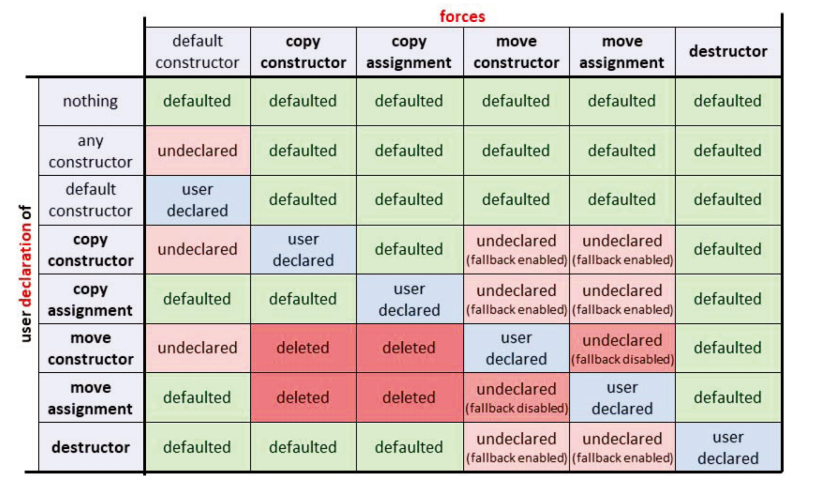 forces
default constructor | copy constructor | copy assignment | move constructor | move assignment | destructor
user declaration of
nothing | defaulted | defaulted | defaulted | defaulted | defaulted | defaulted
any constructor | undeclared | defaulted | defaulted | defaulted | defaulted | defaulted
default constructor | user declared | defaulted | defaulted | defaulted | defaulted | defaulted
copy constructor | undeclared | user declared | defaulted | undeclared (fallback enabled) | undeclared (fallback enabled) | defaulted
copy assignment | defaulted | defaulted | user declared | undeclared (fallback enabled) | undeclared (fallback enabled) | defaulted
move constructor | undeclared | deleted | deleted | user declared | undeclared (fallback disabled) | defaulted
move assignment | defaulted | deleted | deleted | undeclared (fallback disabled) | user declared | defaulted
destructor | defaulted | defaulted | defaulted | undeclared (fallback enabled) | undeclared (fallback enabled) | user declared